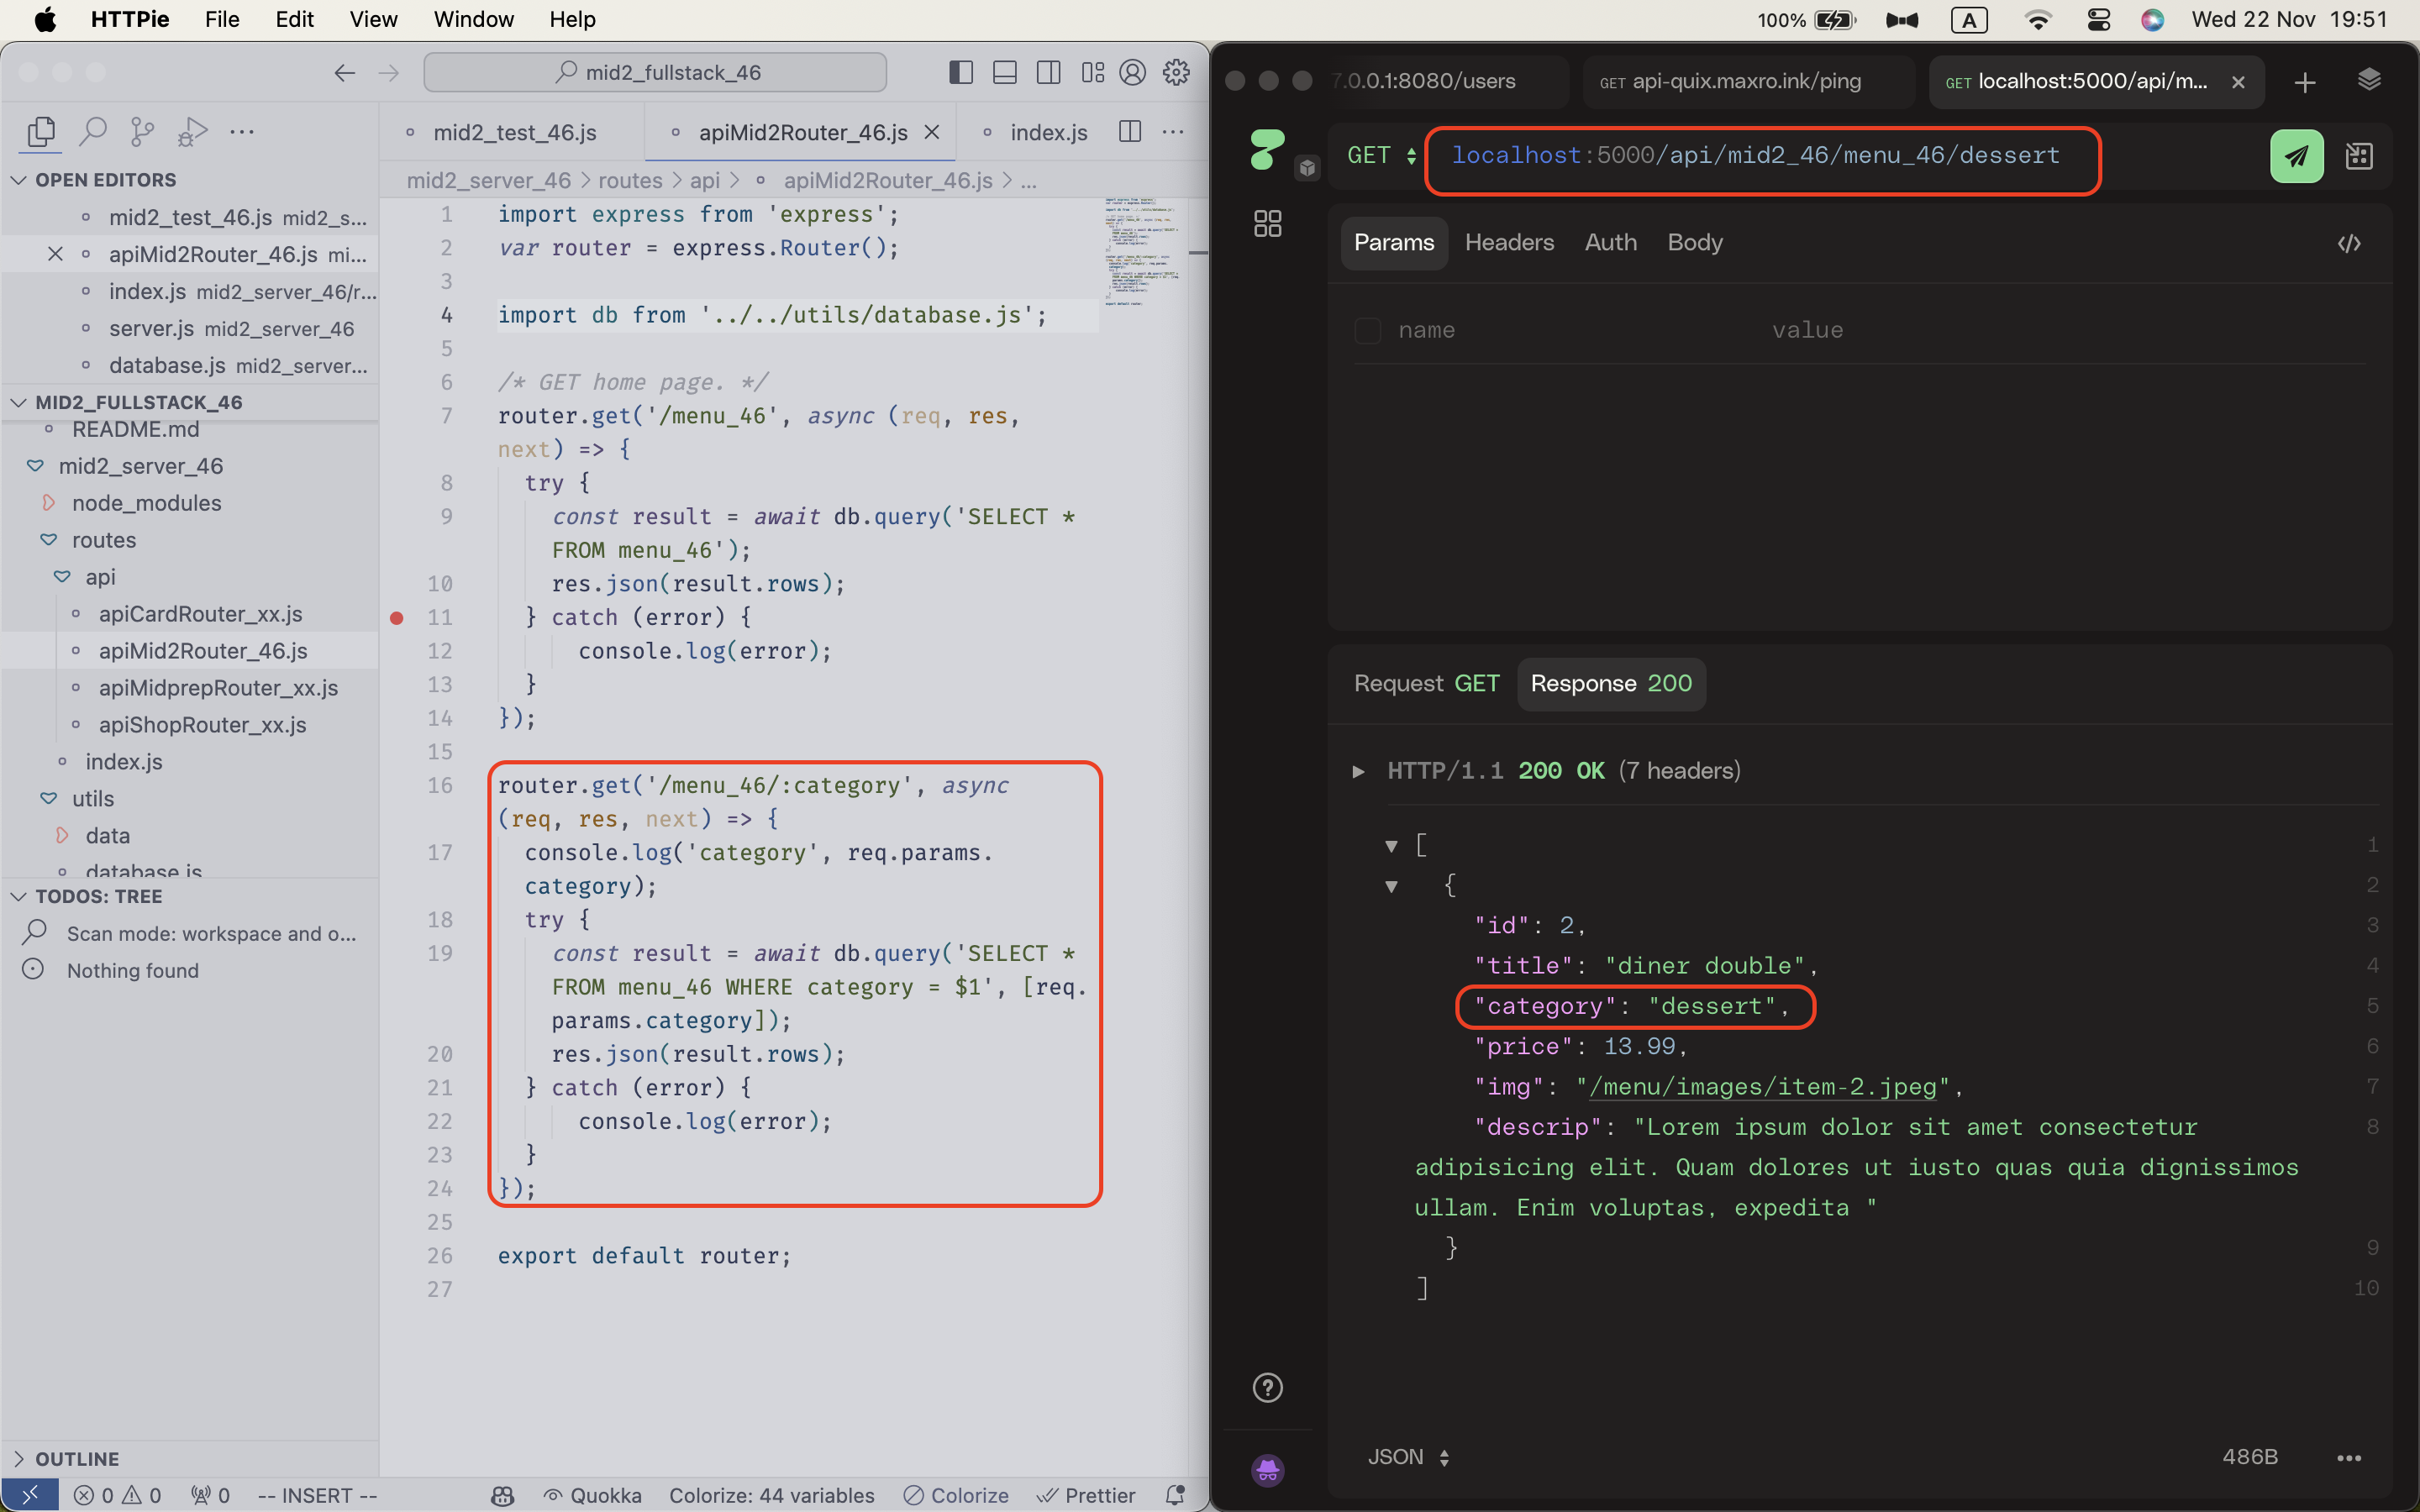 HTTPie File Edit View Window Help 100% A Wed 22 Nov 19:51
mid2_fullstack_46
OPEN EDITORS
mid2_test_46.js mid2_s...
apiMid2Router_46.js mi...
index.js mid2_server_46/r...
server.js mid2_server_46
database.js mid2_server...
MID2_FULLSTACK_46
README.md
mid2_server_46
node_modules
routes
api
apiCardRouter_xx.js
apiMid2Router_46.js
apiMidprepRouter_xx.js
apiShopRouter_xx.js
index.js
utils
data
database.js
TODOS: TREE
Scan mode: workspace and o...
Nothing found
OUTLINE
mid2_test_46.js apiMid2Router_46.js index.js
mid2_server_46 > routes > api > apiMid2Router_46.js > ...
1 import express from 'express';
2 var router = express.Router();
3
4 import db from '../../utils/database.js';
5
6 /* GET home page. */
7 router.get('/menu_46', async (req, res,
next) => {
8 try {
9 const result = await db.query('SELECT *
FROM menu_46');
10 res.json(result.rows);
11 } catch (error) {
12 console.log(error);
13 }
14 });
15
16 router.get('/menu_46/:category', async
(req, res, next) => {
17 console.log('category', req.params.
category);
18 try {
19 const result = await db.query('SELECT *
FROM menu_46 WHERE category = $1', [req.
params.category]);
20 res.json(result.rows);
21 } catch (error) {
22 console.log(error);
23 }
24 });
25
26 export default router;
27
0 0 0 -- INSERT -- Quokka Colorize: 44 variables Colorize Prettier
7.0.0.1:8080/users GET api-quix.maxro.ink/ping GET localhost:5000/api/m...
GET localhost:5000/api/mid2_46/menu_46/dessert
Params Headers Auth Body
name value
Request GET Response 200
HTTP/1.1 200 OK (7 headers)
[ 1
{ 2
"id": 2, 3
"title": "diner double", 4
"category": "dessert", 5
"price": 13.99, 6
"img": "/menu/images/item-2.jpeg", 7
"descrip": "Lorem ipsum dolor sit amet consectetur 8
adipisicing elit. Quam dolores ut iusto quas quia dignissimos
ullam. Enim voluptas, expedita "
} 9
] 10
JSON 486B